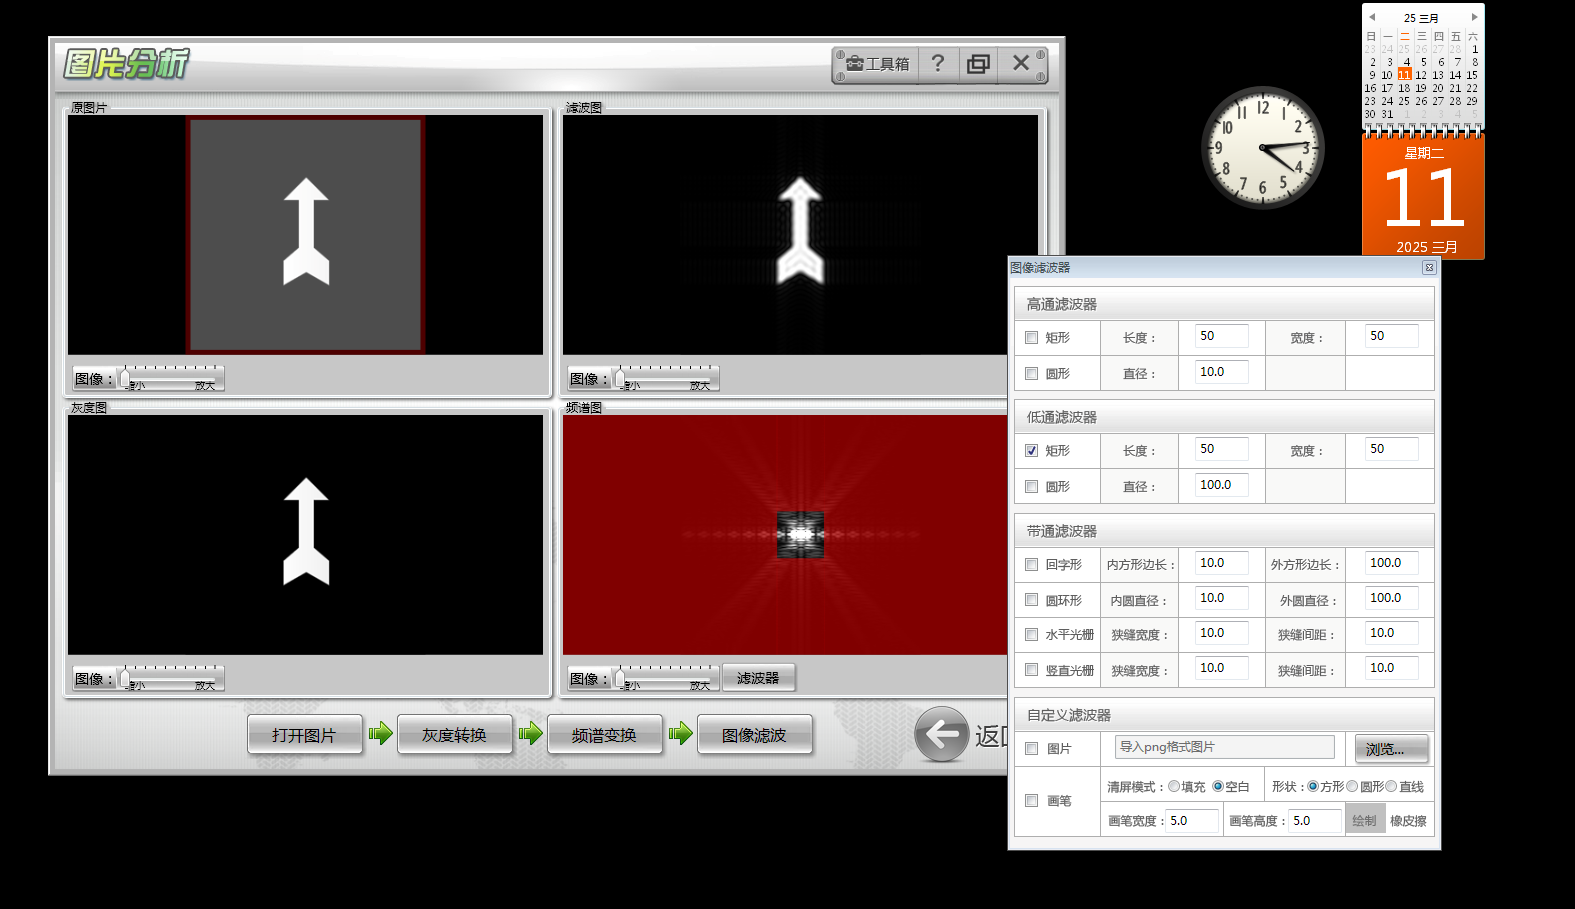 图片分析
工具箱 ?
原图片
滤波图
图像：
缩小 放大
图像：
缩小 放大
灰度图
频谱图
图像：
缩小 放大
图像：
缩小 放大
滤波器
打开图片
灰度转换
频谱变换
图像滤波
返回
12
1
2
3
4
5
6
7
8
9
10
11
25 三月
日 一 二 三 四 五 六
23 24 25 26 27 28 1
2 3 4 5 6 7 8
9 10 11 12 13 14 15
16 17 18 19 20 21 22
23 24 25 26 27 28 29
30 31 1 2 3 4 5
星期二
11
2025 三月
图像滤波器
高通滤波器
矩形 长度： 50 宽度： 50
圆形 直径： 10.0
低通滤波器
矩形 长度： 50 宽度： 50
圆形 直径： 100.0
带通滤波器
回字形 内方形边长： 10.0 外方形边长： 100.0
圆环形 内圆直径： 10.0 外圆直径： 100.0
水平光栅 狭缝宽度： 10.0 狭缝间距： 10.0
竖直光栅 狭缝宽度： 10.0 狭缝间距： 10.0
自定义滤波器
图片 导入png格式图片 浏览...
画笔 清屏模式：填充 空白 形状：方形 圆形 直线
画笔宽度：5.0 画笔高度：5.0 绘制 橡皮擦